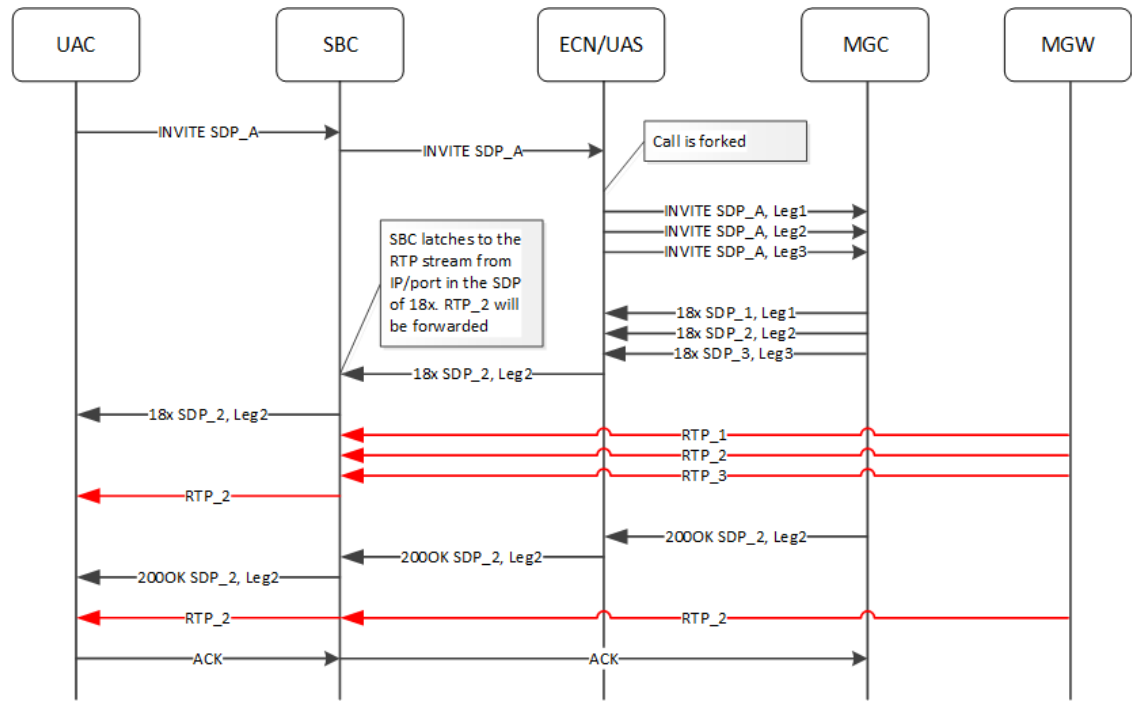 UAC
SBC
ECN/UAS
MGC
MGW
INVITE SDP_A
INVITE SDP_A
Call is forked
INVITE SDP_A, Leg1
INVITE SDP_A, Leg2
INVITE SDP_A, Leg3
SBC latches to the
RTP stream from
IP/port in the SDP
of 18x. RTP_2 will
be forwarded
18x SDP_1, Leg1
18x SDP_2, Leg2
18x SDP_3, Leg3
18x SDP_2, Leg2
18x SDP_2, Leg2
RTP_1
RTP_2
RTP_3
RTP_2
200OK SDP_2, Leg2
200OK SDP_2, Leg2
200OK SDP_2, Leg2
RTP_2
RTP_2
ACK
ACK